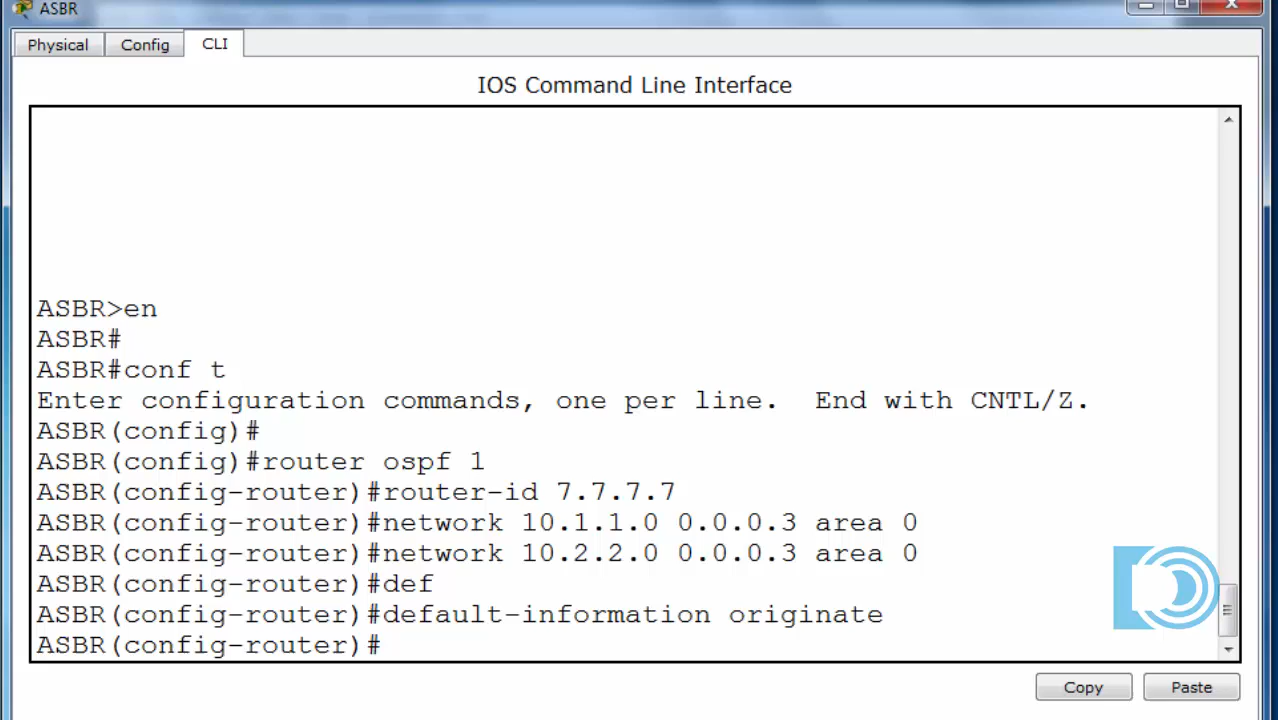 ASBR
Physical Config CLI
IOS Command Line Interface
ASBR>en
ASBR#
ASBR#conf t
Enter configuration commands, one per line.  End with CNTL/Z.
ASBR(config)#
ASBR(config)#router ospf 1
ASBR(config-router)#router-id 7.7.7.7
ASBR(config-router)#network 10.1.1.0 0.0.0.3 area 0
ASBR(config-router)#network 10.2.2.0 0.0.0.3 area 0
ASBR(config-router)#def
ASBR(config-router)#default-information originate
ASBR(config-router)#
Copy Paste